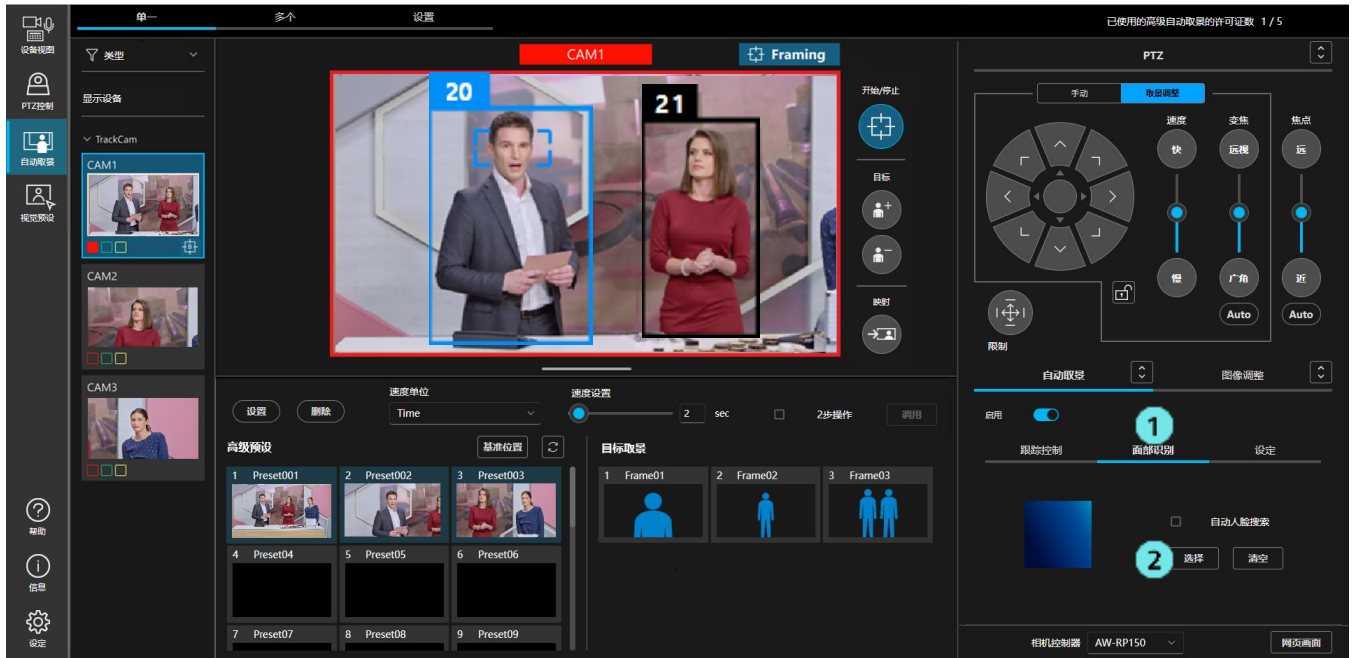 单一 多个 设置
已使用的高级自动取景的许可证数 1 / 5
设备视图
PTZ控制
自动取景
视觉预设
帮助
信息
设定
类型
显示设备
TrackCam
CAM1
CAM2
CAM3
CAM1 Framing
20
21
开始/停止
目标
映射
设置 删除
速度单位
Time
速度设置
2 sec 2步操作 调用
高级预设 基准位置
1 Preset001 2 Preset002 3 Preset003
4 Preset04 5 Preset05 6 Preset06
7 Preset07 8 Preset08 9 Preset09
目标取景
1 Frame01 2 Frame02 3 Frame03
PTZ
手动 取景调整
速度 变焦 焦点
快 远视 远
慢 广角 近
Auto Auto
限制
自动取景 图像调整
启用
1
跟踪控制 面部识别 设定
自动人脸搜索
2 选择 清空
相机控制器 AW-RP150 网页画面